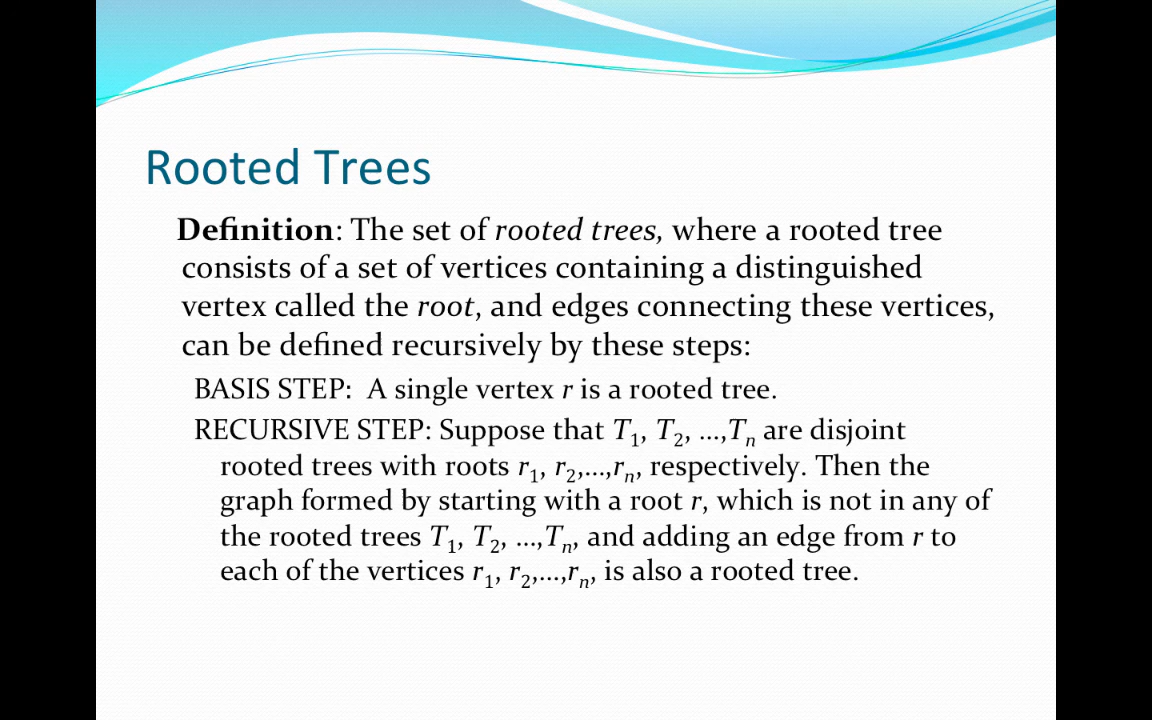 Rooted Trees
Definition: The set of rooted trees, where a rooted tree
consists of a set of vertices containing a distinguished
vertex called the root, and edges connecting these vertices,
can be defined recursively by these steps:
BASIS STEP: A single vertex r is a rooted tree.
RECURSIVE STEP: Suppose that T₁, T₂, …,Tₙ are disjoint
rooted trees with roots r₁, r₂,…,rₙ, respectively. Then the
graph formed by starting with a root r, which is not in any of
the rooted trees T₁, T₂, …,Tₙ, and adding an edge from r to
each of the vertices r₁, r₂,…,rₙ, is also a rooted tree.